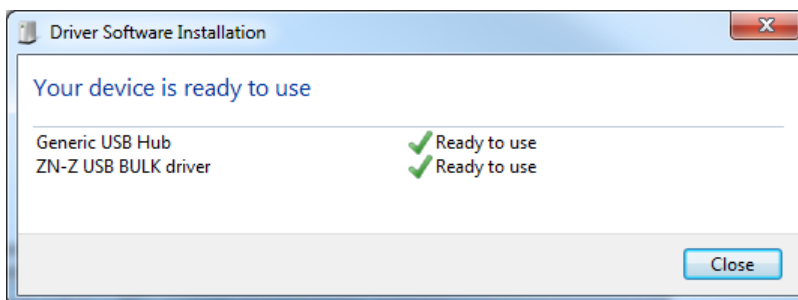 Driver Software Installation
Your device is ready to use
Generic USB Hub Ready to use
ZN-Z USB BULK driver Ready to use
Close